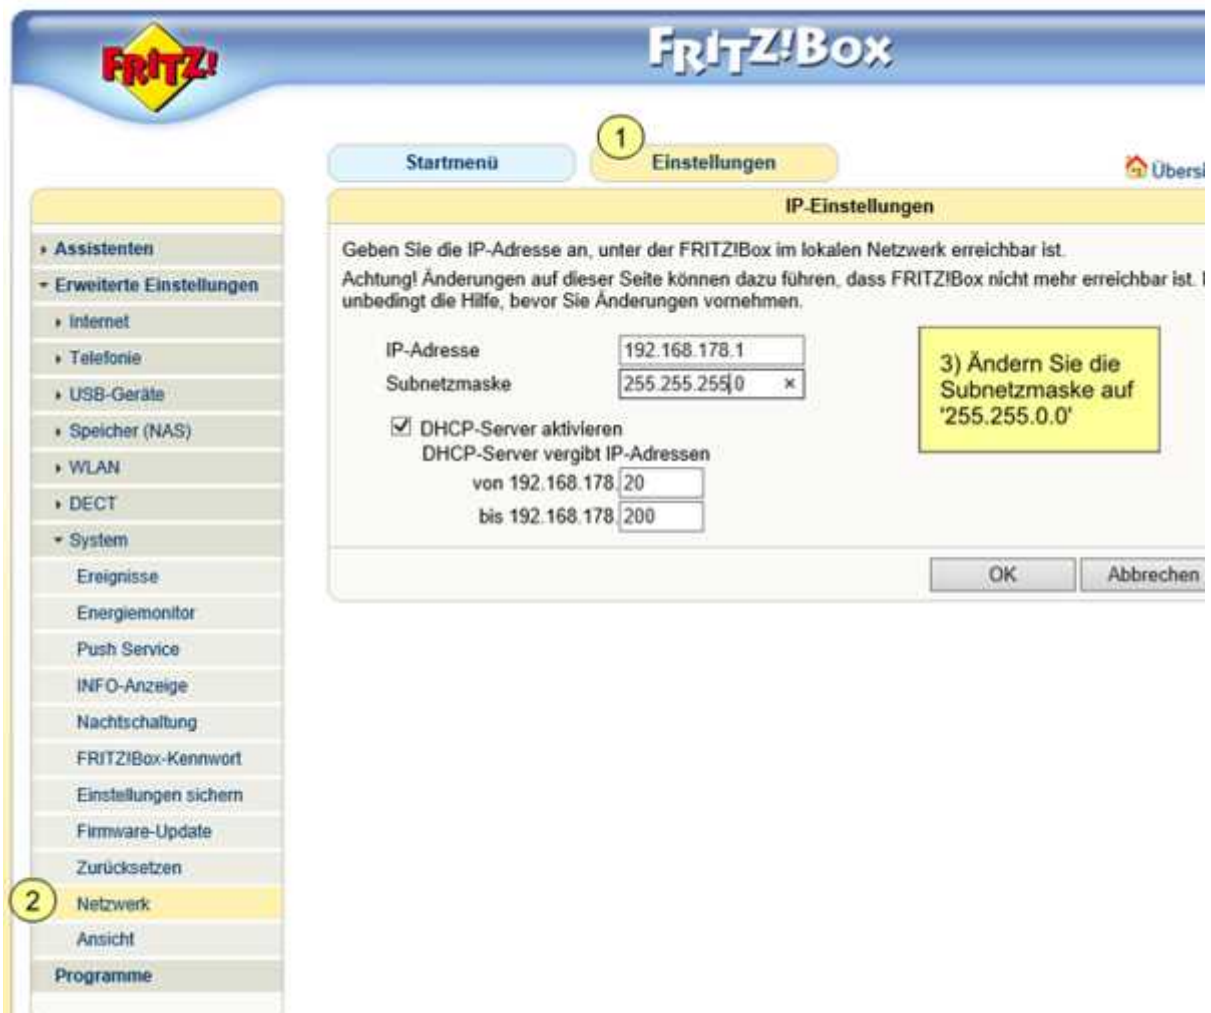 FRITZ!
FRITZ!Box
1
Startmenü
Einstellungen
IP-Einstellungen
Geben Sie die IP-Adresse an, unter der FRITZ!Box im lokalen Netzwerk erreichbar ist.
Achtung! Änderungen auf dieser Seite können dazu führen, dass FRITZ!Box nicht mehr erreichbar ist.
unbedingt die Hilfe, bevor Sie Änderungen vornehmen.
IP-Adresse 192.168.178.1
Subnetzmaske 255.255.255.0 ×
DHCP-Server aktivieren
DHCP-Server vergibt IP-Adressen
von 192.168.178. 20
bis 192.168.178. 200
3) Ändern Sie die
Subnetzmaske auf
'255.255.0.0'
OK
Abbrechen
Assistenten
Erweiterte Einstellungen
Internet
Telefonie
USB-Geräte
Speicher (NAS)
WLAN
DECT
System
Ereignisse
Energiemonitor
Push Service
INFO-Anzeige
Nachtschaltung
FRITZ!Box-Kennwort
Einstellungen sichern
Firmware-Update
Zurücksetzen
2
Netzwerk
Ansicht
Programme